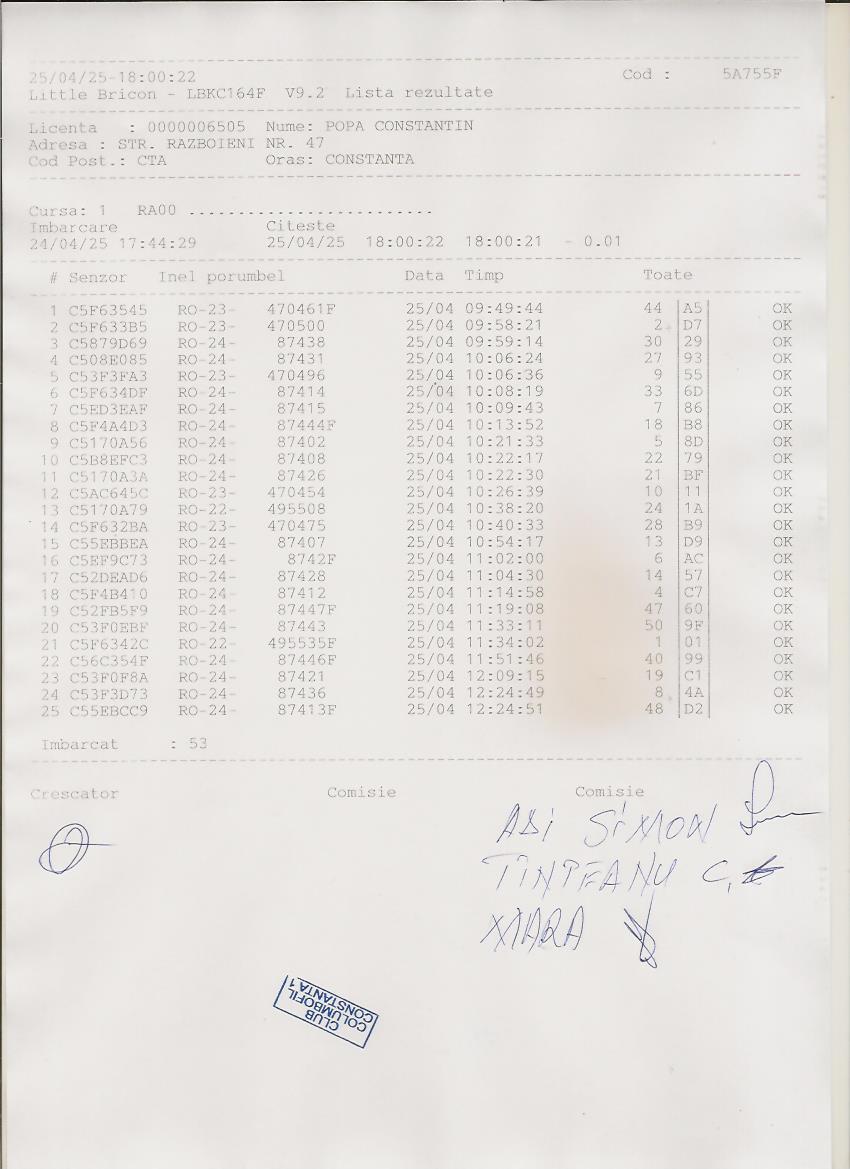 25/04/25-18:00:22 Cod : 5A755F
Little Bricon - LBKC164F V9.2 Lista rezultate
Licenta : 0000006505 Nume: POPA CONSTANTIN
Adresa : STR. RAZBOIENI NR. 47
Cod Post.: CTA Oras: CONSTANTA
Cursa: 1 RA00 .........................
Imbarcare Citeste
24/04/25 17:44:29 25/04/25 18:00:22 18:00:21 - 0.01
# Senzor Inel porumbel Data Timp Toate
1 C5F63545 RO-23- 470461F 25/04 09:49:44 44 A5 OK
2 C5F633B5 RO-23- 470500 25/04 09:58:21 2 D7 OK
3 C5879D69 RO-24- 87438 25/04 09:59:14 30 29 OK
4 C508E085 RO-24- 87431 25/04 10:06:24 27 93 OK
5 C53F3FA3 RO-23- 470496 25/04 10:06:36 9 55 OK
6 C5F634DF RO-24- 87414 25/04 10:08:19 33 6D OK
7 C5ED3EAF RO-24- 87415 25/04 10:09:43 7 86 OK
8 C5F4A4D3 RO-24- 87444F 25/04 10:13:52 18 B8 OK
9 C5170A56 RO-24- 87402 25/04 10:21:33 5 8D OK
10 C5B8EFC3 RO-24- 87408 25/04 10:22:17 22 79 OK
11 C5170A3A RO-24- 87426 25/04 10:22:30 21 BF OK
12 C5AC645C RO-23- 470454 25/04 10:26:39 10 11 OK
13 C5170A79 RO-22- 495508 25/04 10:38:20 24 1A OK
14 C5F632BA RO-23- 470475 25/04 10:40:33 28 B9 OK
15 C55EBBEA RO-24- 87407 25/04 10:54:17 13 D9 OK
16 C5EF9C73 RO-24- 8742F 25/04 11:02:00 6 AC OK
17 C52DEAD6 RO-24- 87428 25/04 11:04:30 14 57 OK
18 C5F4B410 RO-24- 87412 25/04 11:14:58 4 C7 OK
19 C52FB5F9 RO-24- 87447F 25/04 11:19:08 47 60 OK
20 C53F0EBF RO-24- 87443 25/04 11:33:11 50 9F OK
21 C5F6342C RO-22- 495535F 25/04 11:34:02 1 01 OK
22 C56C354F RO-24- 87446F 25/04 11:51:46 40 99 OK
23 C53F0F8A RO-24- 87421 25/04 12:09:15 19 C1 OK
24 C53F3D73 RO-24- 87436 25/04 12:24:49 8 4A OK
25 C55EBCC9 RO-24- 87413F 25/04 12:24:51 48 D2 OK
Imbarcat : 53
Crescator Comisie Comisie
ADI SIMON
TINTEANU C.
MARA
CLUB
COLUMBOFIL
CONSTANTA 1